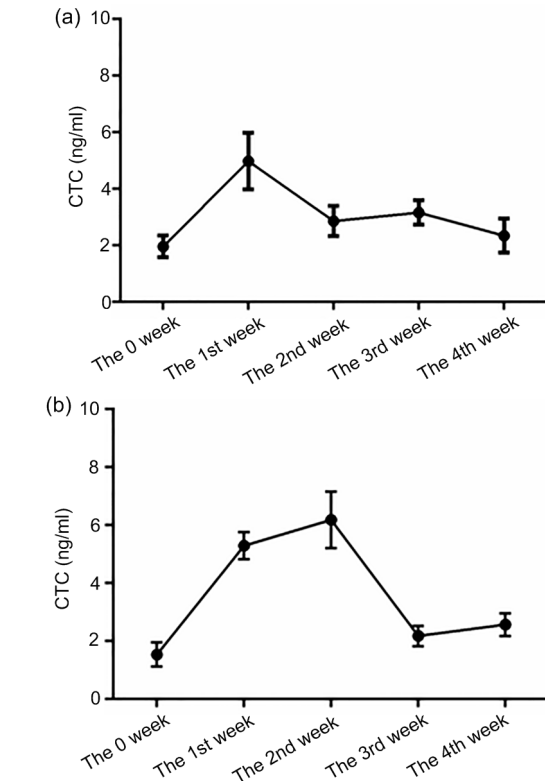 (a)
10
8
6
4
2
0
CTC (ng/ml)
The 0 week
The 1st week
The 2nd week
The 3rd week
The 4th week
(b)
10
8
6
4
2
0
CTC (ng/ml)
The 0 week
The 1st week
The 2nd week
The 3rd week
The 4th week